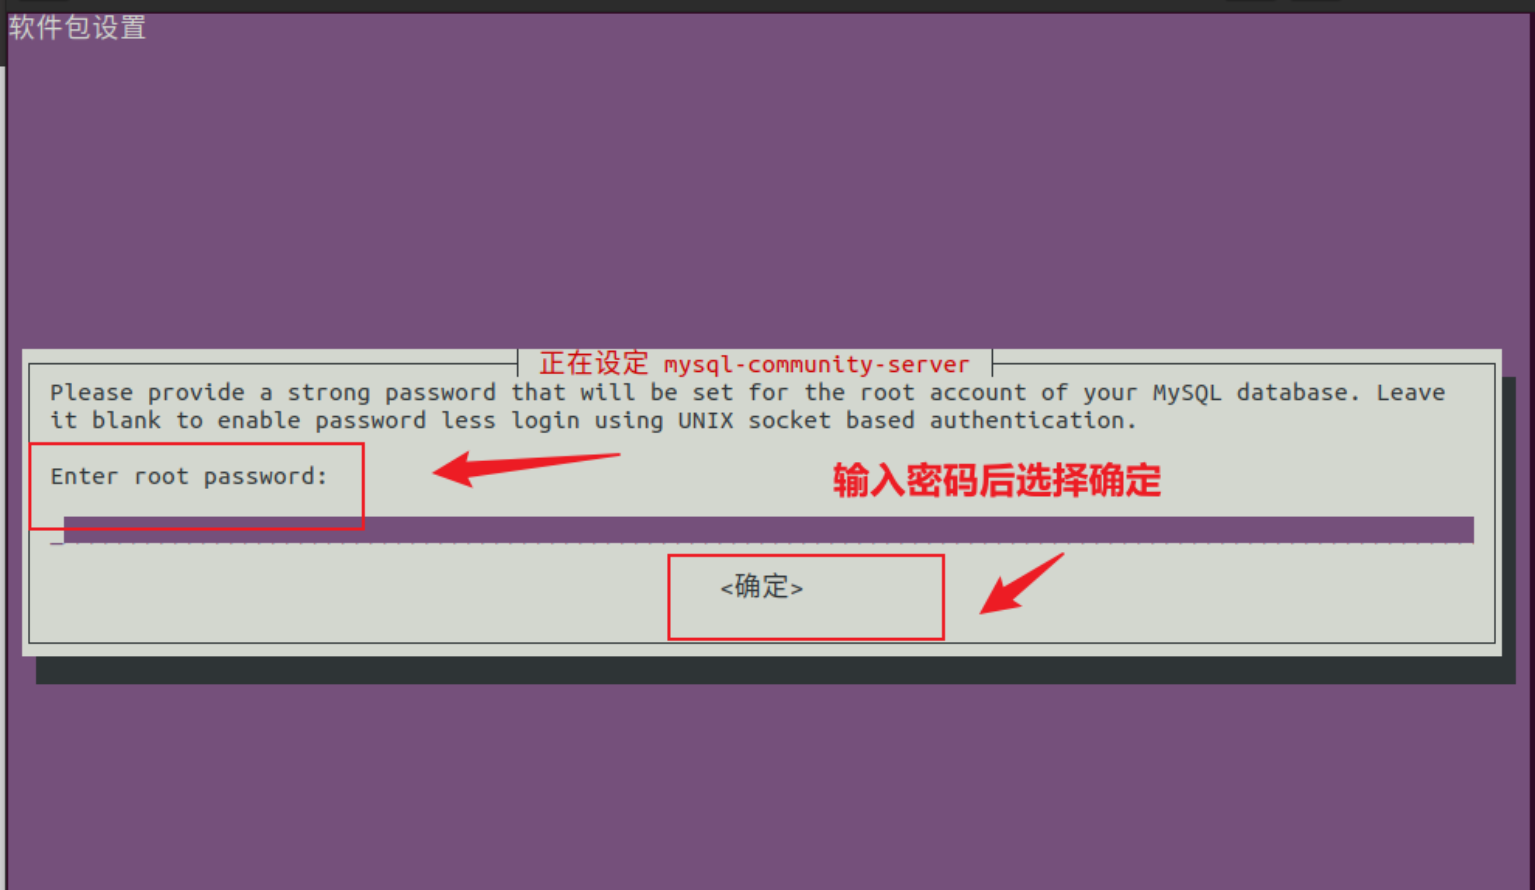 软件包设置
正在设定 mysql-community-server
Please provide a strong password that will be set for the root account of your MySQL database. Leave
it blank to enable password less login using UNIX socket based authentication.
Enter root password:
输入密码后选择确定
<确定>